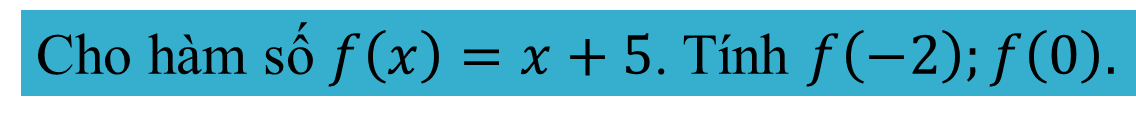 Cho hàm số f(x) = x + 5. Tính f(−2); f(0).